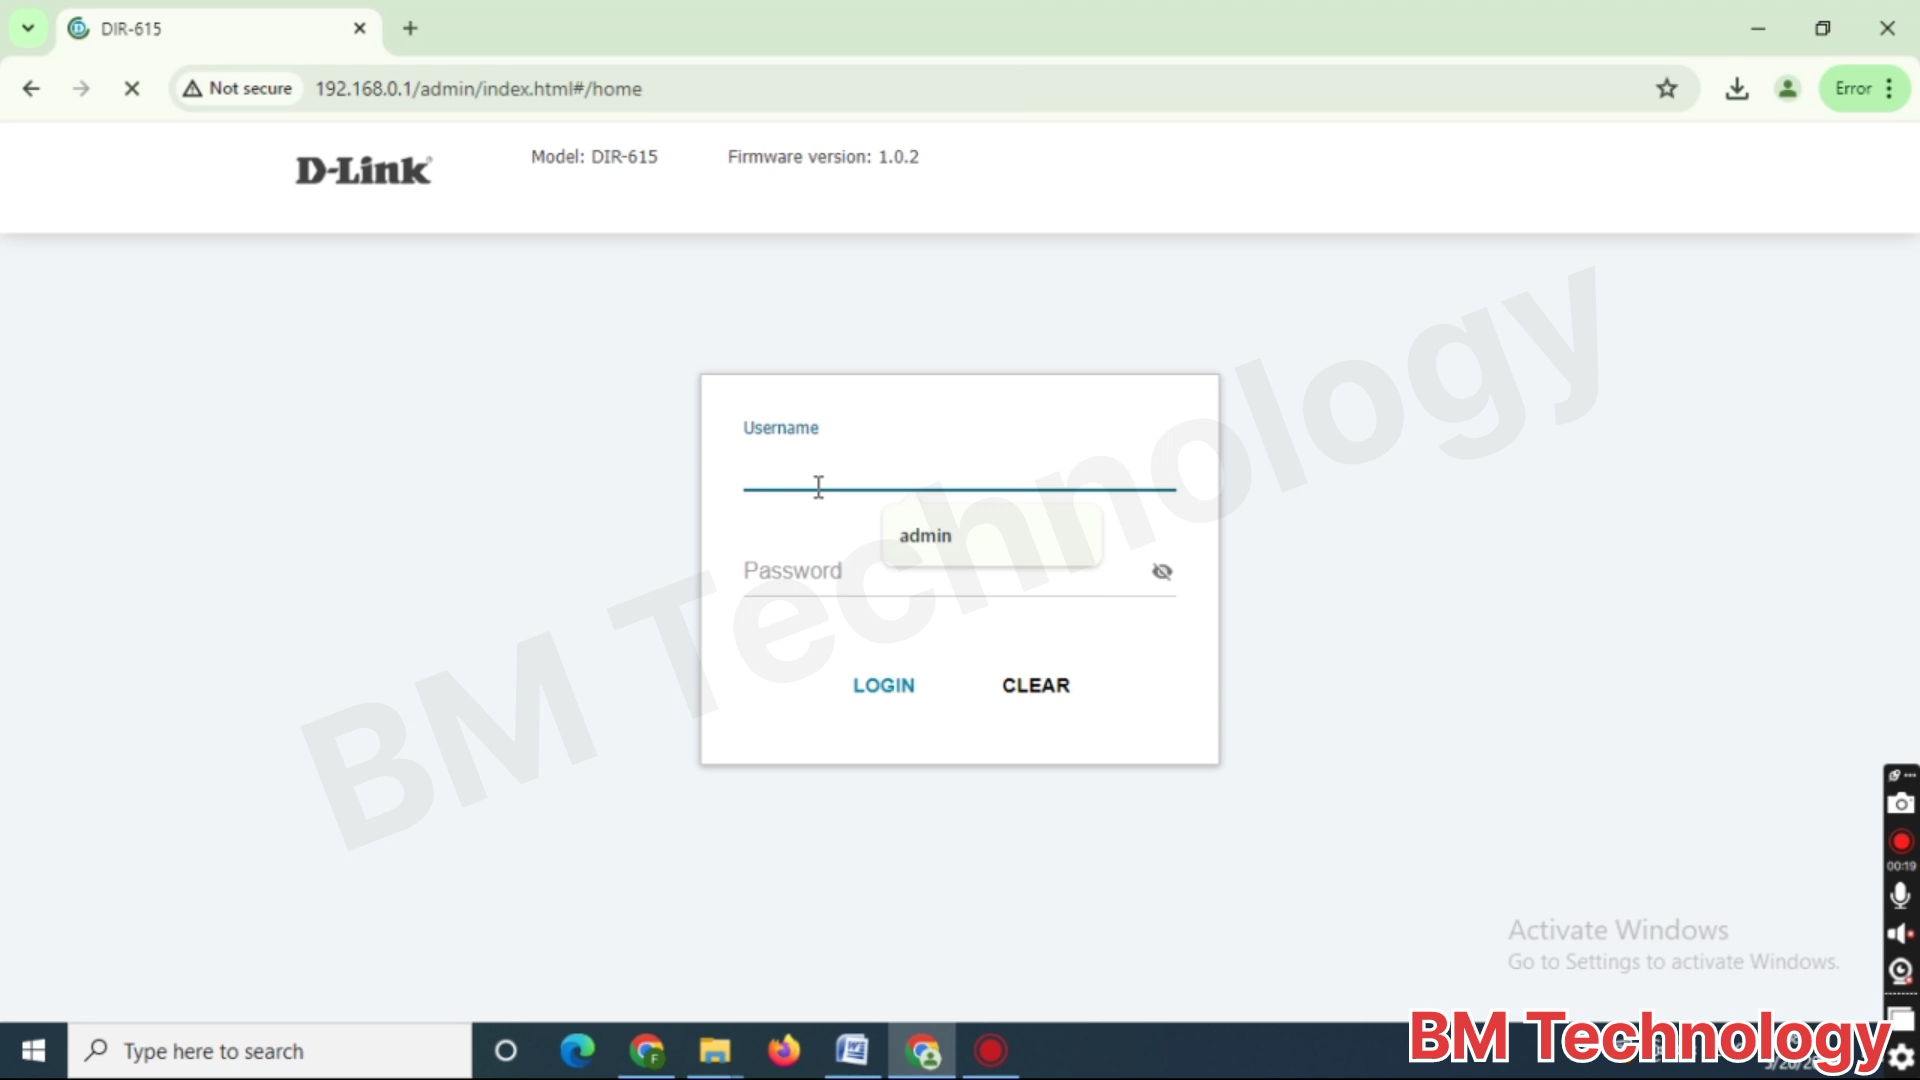 DIR-615
Not secure
192.168.0.1/admin/index.html#/home
Error
D-Link
Model: DIR-615
Firmware version: 1.0.2
Username
admin
Password
LOGIN
CLEAR
BM Technology
00:19
Activate Windows
Go to Settings to activate Windows.
Type here to search
BM Technology